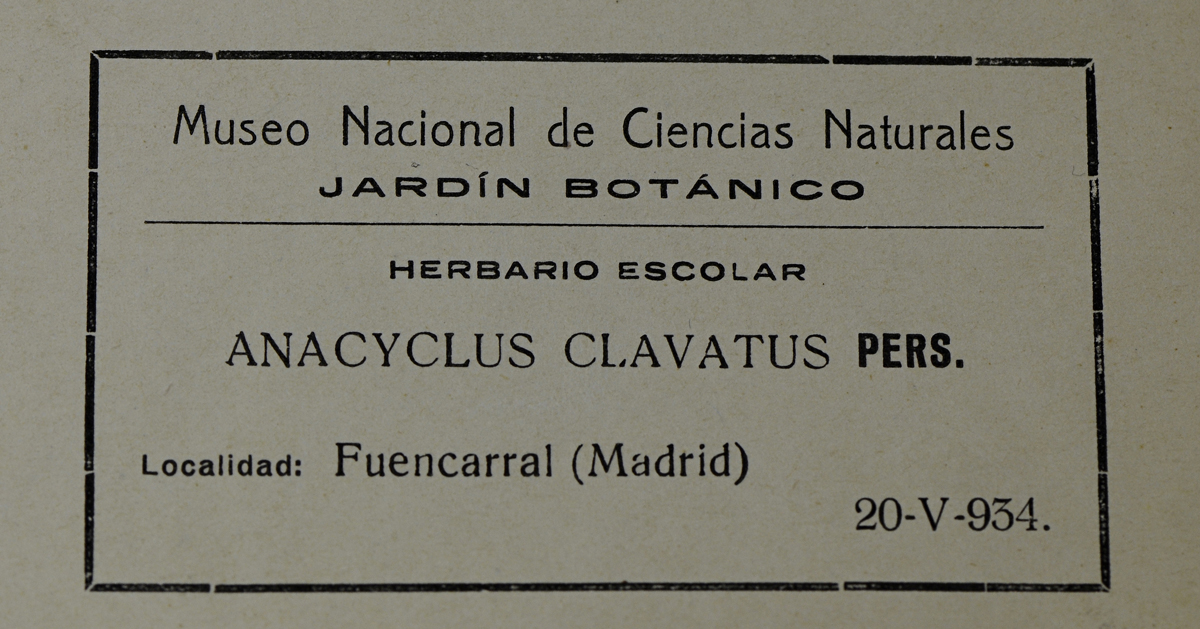 Museo Nacional de Ciencias Naturales
JARDÍN BOTÁNICO
HERBARIO ESCOLAR
ANACYCLUS CLAVATUS PERS.
Localidad: Fuencarral (Madrid)
20-V-934.